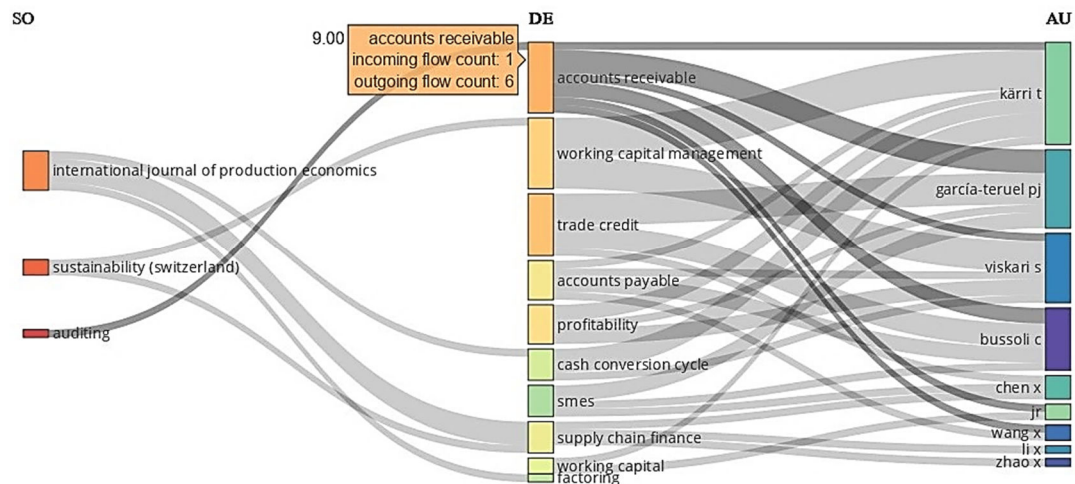 SO
DE
AU
9.00
accounts receivable
incoming flow count: 1
outgoing flow count: 6
international journal of production economics
sustainability (switzerland)
auditing
accounts receivable
working capital management
trade credit
accounts payable
profitability
cash conversion cycle
smes
supply chain finance
working capital
factoring
kärri t
garcía-teruel pj
viskari s
bussoli c
chen x
jr
wang x
li x
zhao x